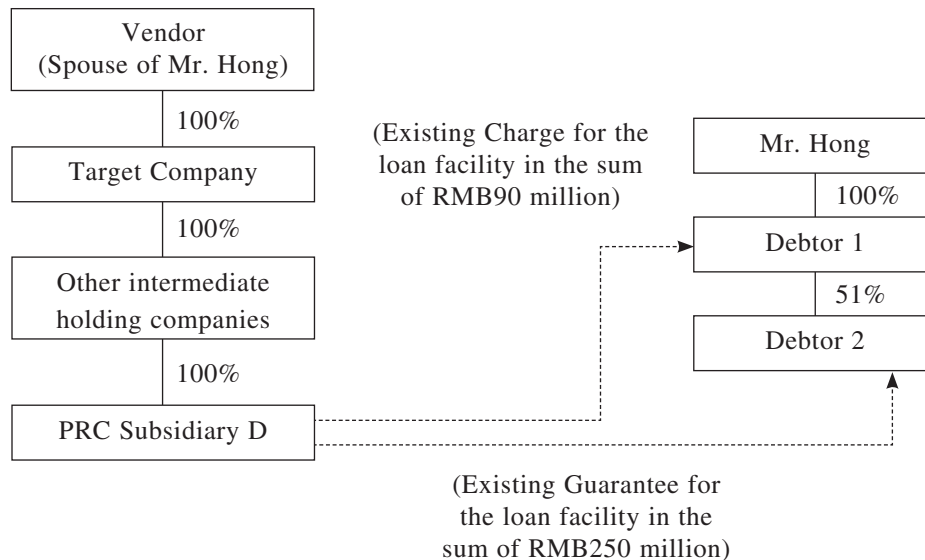 Vendor
(Spouse of Mr. Hong)
100%
Target Company
100%
Other intermediate
holding companies
100%
PRC Subsidiary D
(Existing Charge for the
loan facility in the sum
of RMB90 million)
Mr. Hong
100%
Debtor 1
51%
Debtor 2
(Existing Guarantee for
the loan facility in the
sum of RMB250 million)